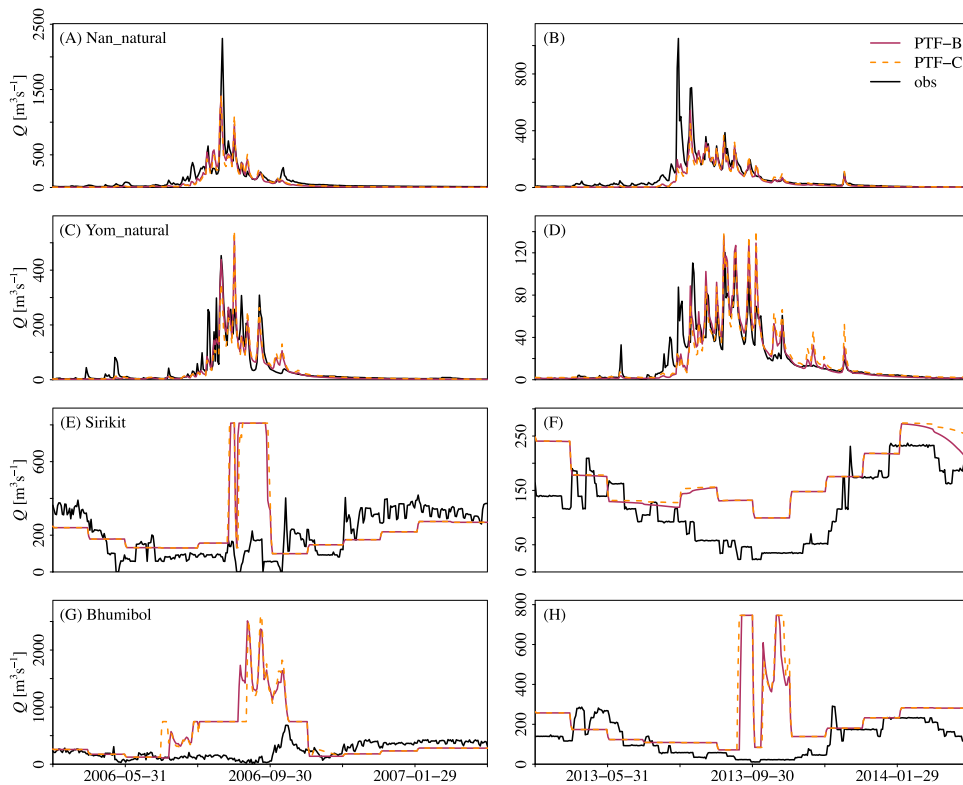 (A) Nan_natural
Q [m³s⁻¹]
0 500 1500 2500
(B)
PTF−B
PTF−C
obs
0 400 800
(C) Yom_natural
Q [m³s⁻¹]
0 200 400
(D)
0 40 80 120
(E) Sirikit
Q [m³s⁻¹]
0 200 600
(F)
0 50 150 250
(G) Bhumibol
Q [m³s⁻¹]
0 1000 2000
2006−05−31 2006−09−30 2007−01−29
(H)
0 200 400 600 800
2013−05−31 2013−09−30 2014−01−29